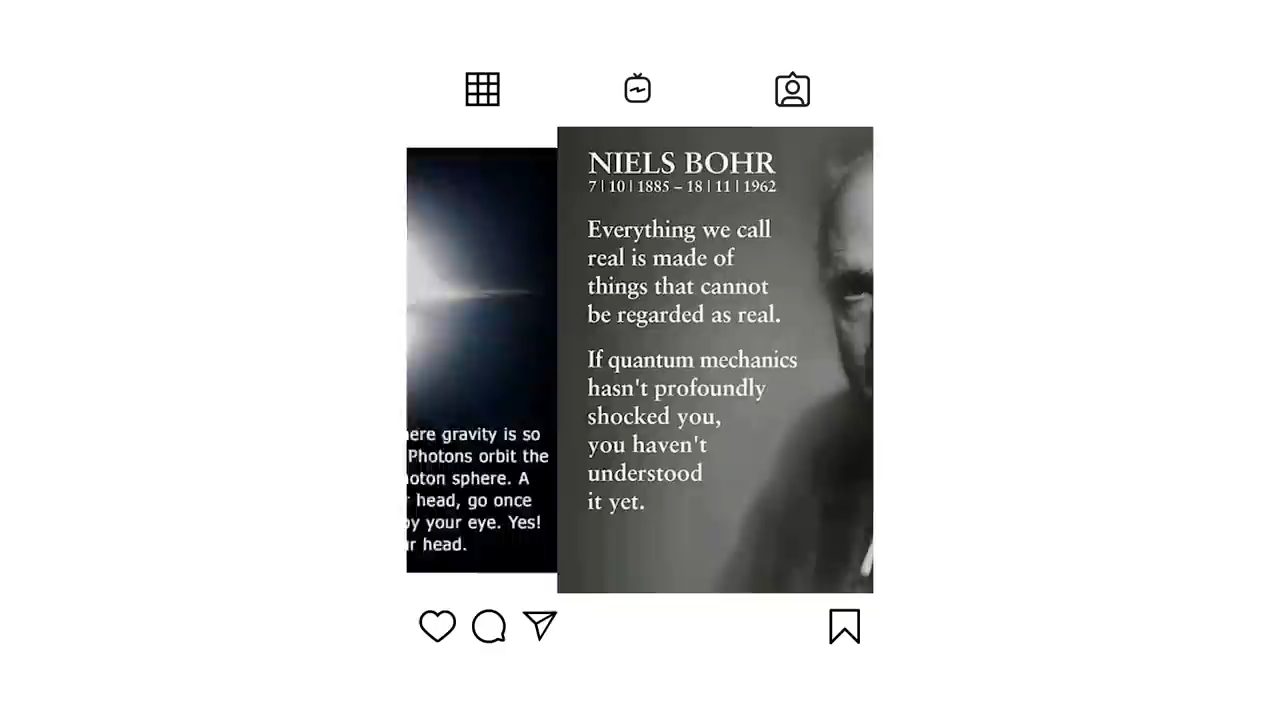 NIELS BOHR
7 | 10 | 1885 – 18 | 11 | 1962
Everything we call
real is made of
things that cannot
be regarded as real.
If quantum mechanics
hasn't profoundly
shocked you,
you haven't
understood
it yet.
gravity is so
Photons orbit the
sphere. A
head, go once
your eye. Yes!
head.